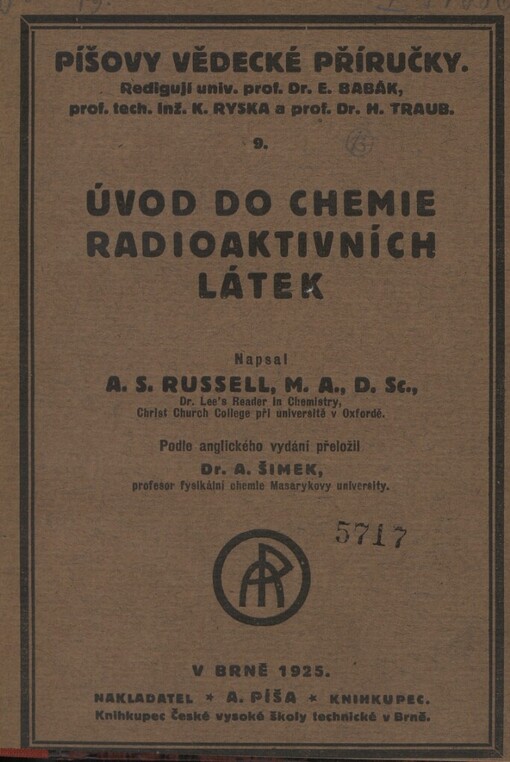 PÍŠOVY VĚDECKÉ PŘÍRUČKY.
Redigují univ. prof. Dr. E. BABÁK,
prof. tech. Inž. K. RYSKA a prof. Dr. H. TRAUB.
9.
ÚVOD DO CHEMIE
RADIOAKTIVNÍCH
LÁTEK
Napsal
A. S. RUSSELL, M. A., D. Sc.,
Dr. Lee's Reader in Chemistry,
Christ Church College při universitě v Oxfordě.
Podle anglického vydání přeložil
Dr. A. ŠIMEK,
profesor fysikální chemie Masarykovy university.
5717
AP
V BRNĚ 1925.
NAKLADATEL * A. PÍŠA * KNIHKUPEC.
Knihkupec České vysoké školy technické v Brně.